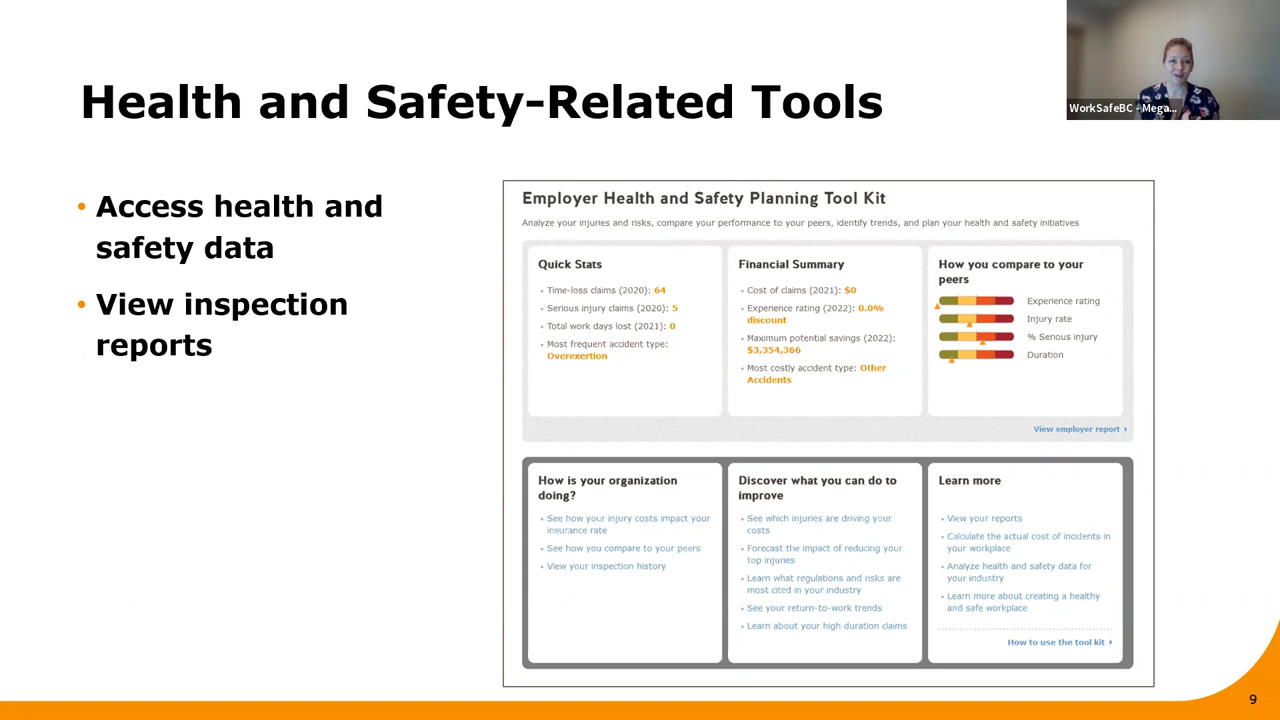 WorkSafeBC - Mega...
Health and Safety-Related Tools
• Access health and
safety data
• View inspection
reports
Employer Health and Safety Planning Tool Kit
Analyze your injuries and risks, compare your performance to your peers, identify trends, and plan your health and safety initiatives
Quick Stats
• Time-loss claims (2020): 64
• Serious injury claims (2020): 5
• Total work days lost (2021): 0
• Most frequent accident type:
Overexertion
Financial Summary
• Cost of claims (2021): $0
• Experience rating (2022): 0.0%
discount
• Maximum potential savings (2022):
$3,354,366
• Most costly accident type: Other
Accidents
How you compare to your
peers
Experience rating
Injury rate
% Serious injury
Duration
View employer report
How is your organization
doing?
• See how your injury costs impact your
insurance rate
• See how you compare to your peers
• View your inspection history
Discover what you can do to
improve
• See which injuries are driving your
costs
• Forecast the impact of reducing your
top injuries
• Learn what regulations and risks are
most cited in your industry
• See your return-to-work trends
• Learn about your high duration claims
Learn more
• View your reports
• Calculate the actual cost of incidents in
your workplace
• Analyze health and safety data for
your industry
• Learn more about creating a healthy
and safe workplace
How to use the tool kit
9